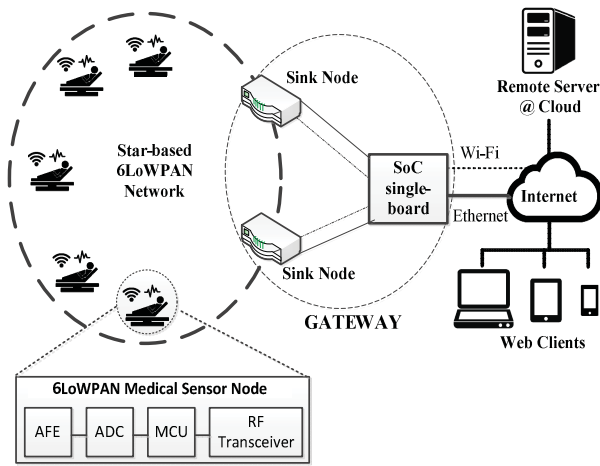 Sink Node
Remote Server
@ Cloud
Star-based
6LoWPAN
Network
SoC
single-
board
Wi-Fi
Internet
Ethernet
Sink Node
GATEWAY
Web Clients
6LoWPAN Medical Sensor Node
AFE
ADC
MCU
RF
Transceiver